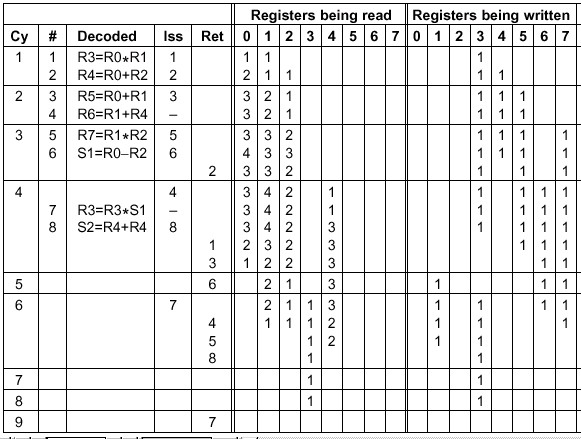 Registers being read Registers being written
Cy # Decoded Iss Ret 0 1 2 3 4 5 6 7 0 1 2 3 4 5 6 7
1 1 R3=R0*R1 1 1 1 1
2 R4=R0+R2 2 2 1 1 1 1
2 3 R5=R0+R1 3 3 2 1 1 1 1
4 R6=R1+R4 – 3 2 1 1 1 1
3 5 R7=R1*R2 5 3 3 2 1 1 1 1
6 S1=R0–R2 6 4 3 3 1 1 1 1
2 3 3 2 1 1 1
4 4 3 4 2 1 1 1 1 1
7 R3=R3*S1 – 3 4 2 1 1 1 1 1
8 S2=R4+R4 8 3 4 2 3 1 1 1 1
1 2 3 2 3 1 1 1
3 1 2 2 3 1 1
5 6 2 1 3 1 1 1
6 7 2 1 1 3 1 1 1 1
4 1 1 1 2 1 1 1
5 1 2 1 1
8 1 1
7 1 1
8 1 1
9 7